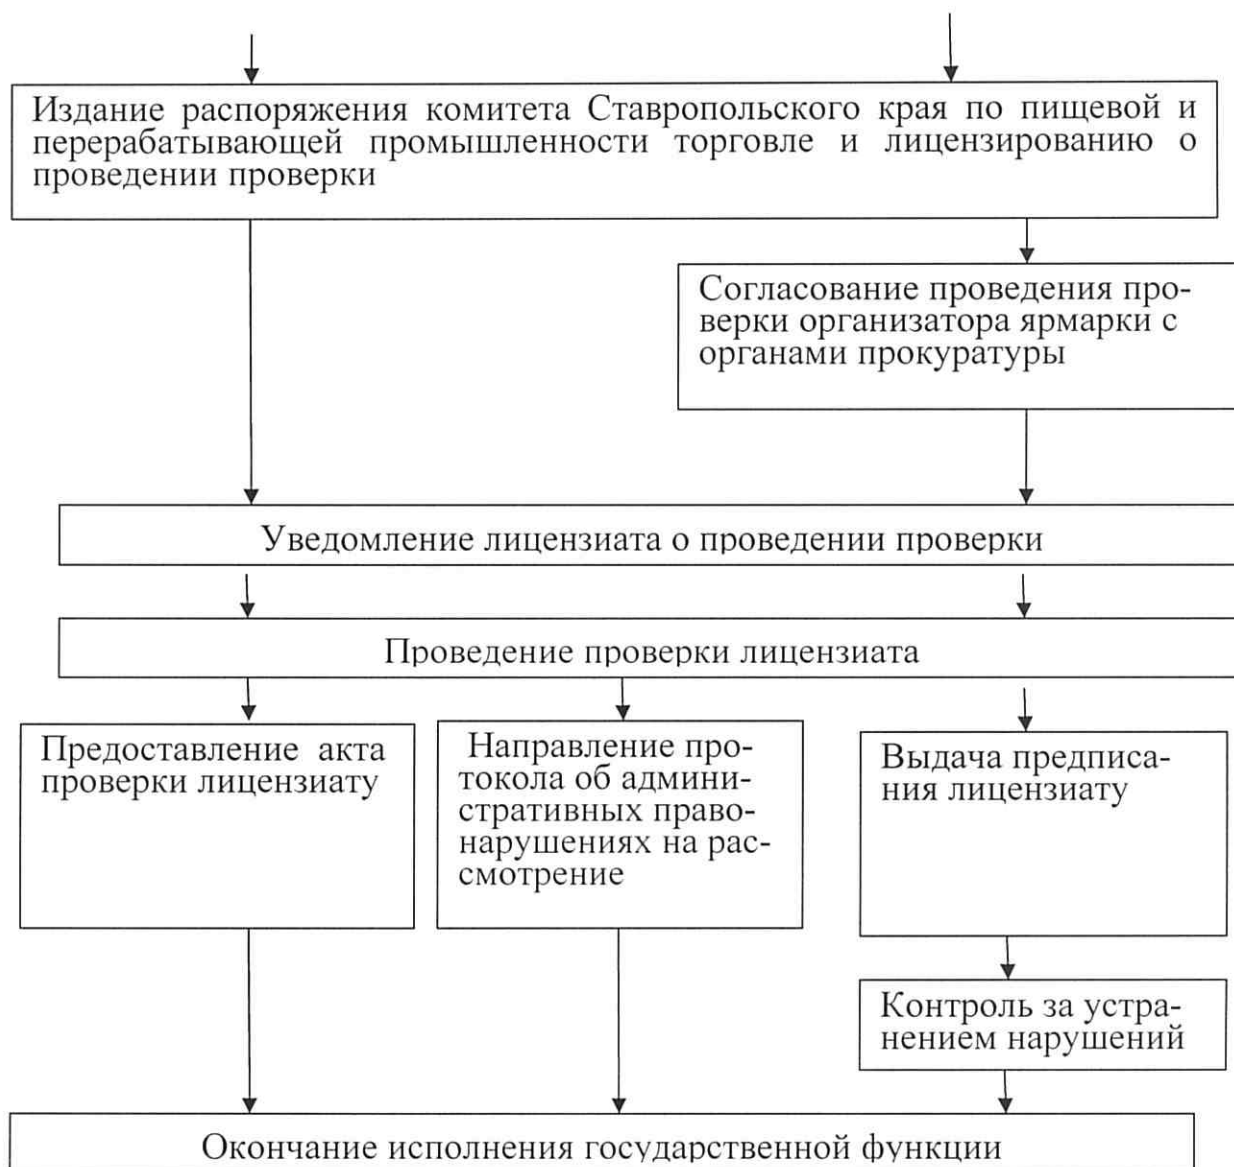 Издание распоряжения комитета Ставропольского края по пищевой и
перерабатывающей промышленности торговле и лицензированию о
проведении проверки
Согласование проведения про-
верки организатора ярмарки с
органами прокуратуры
Уведомление лицензиата о проведении проверки
Проведение проверки лицензиата
Предоставление акта
проверки лицензиату
Направление про-
токола об админи-
стративных право-
нарушениях на рас-
смотрение
Выдача предписа-
ния лицензиату
Контроль за устра-
нением нарушений
Окончание исполнения государственной функции